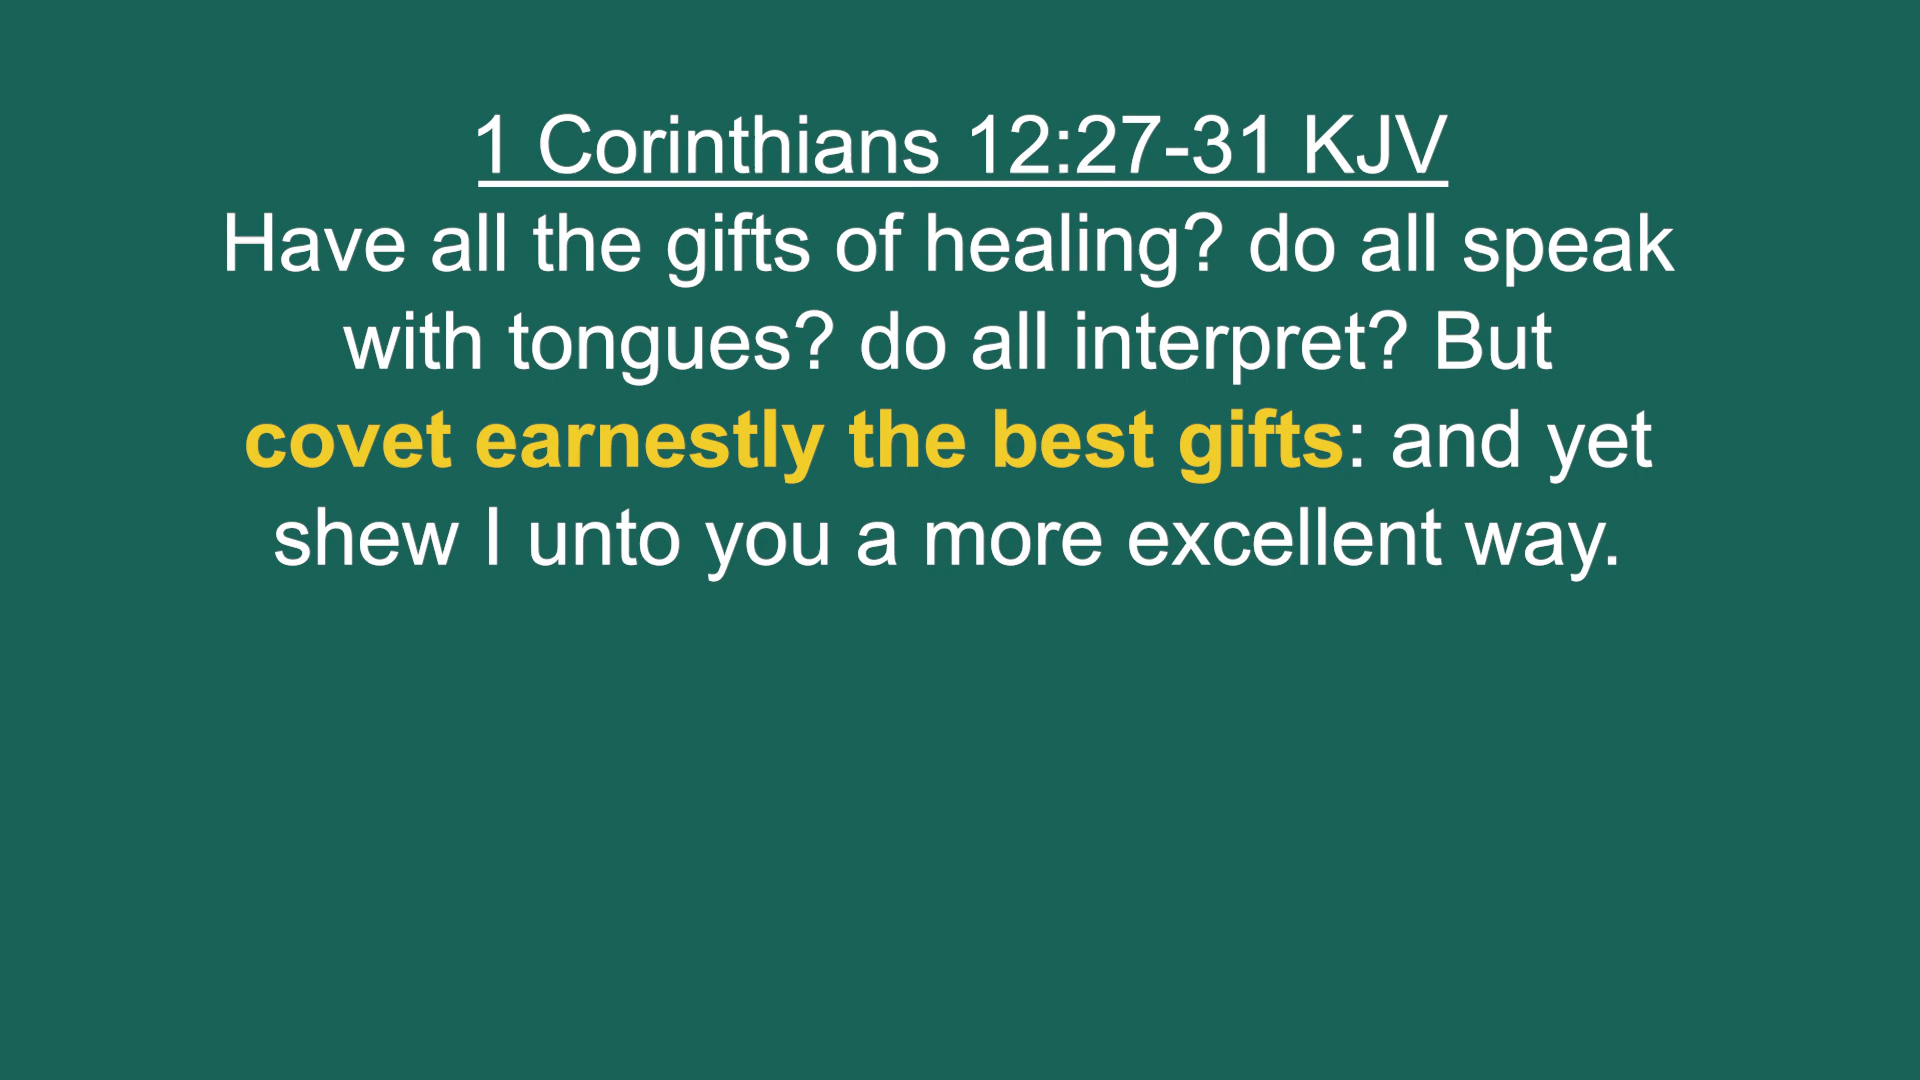 1 Corinthians 12:27-31 KJV
Have all the gifts of healing? do all speak
with tongues? do all interpret? But
covet earnestly the best gifts: and yet
shew I unto you a more excellent way.